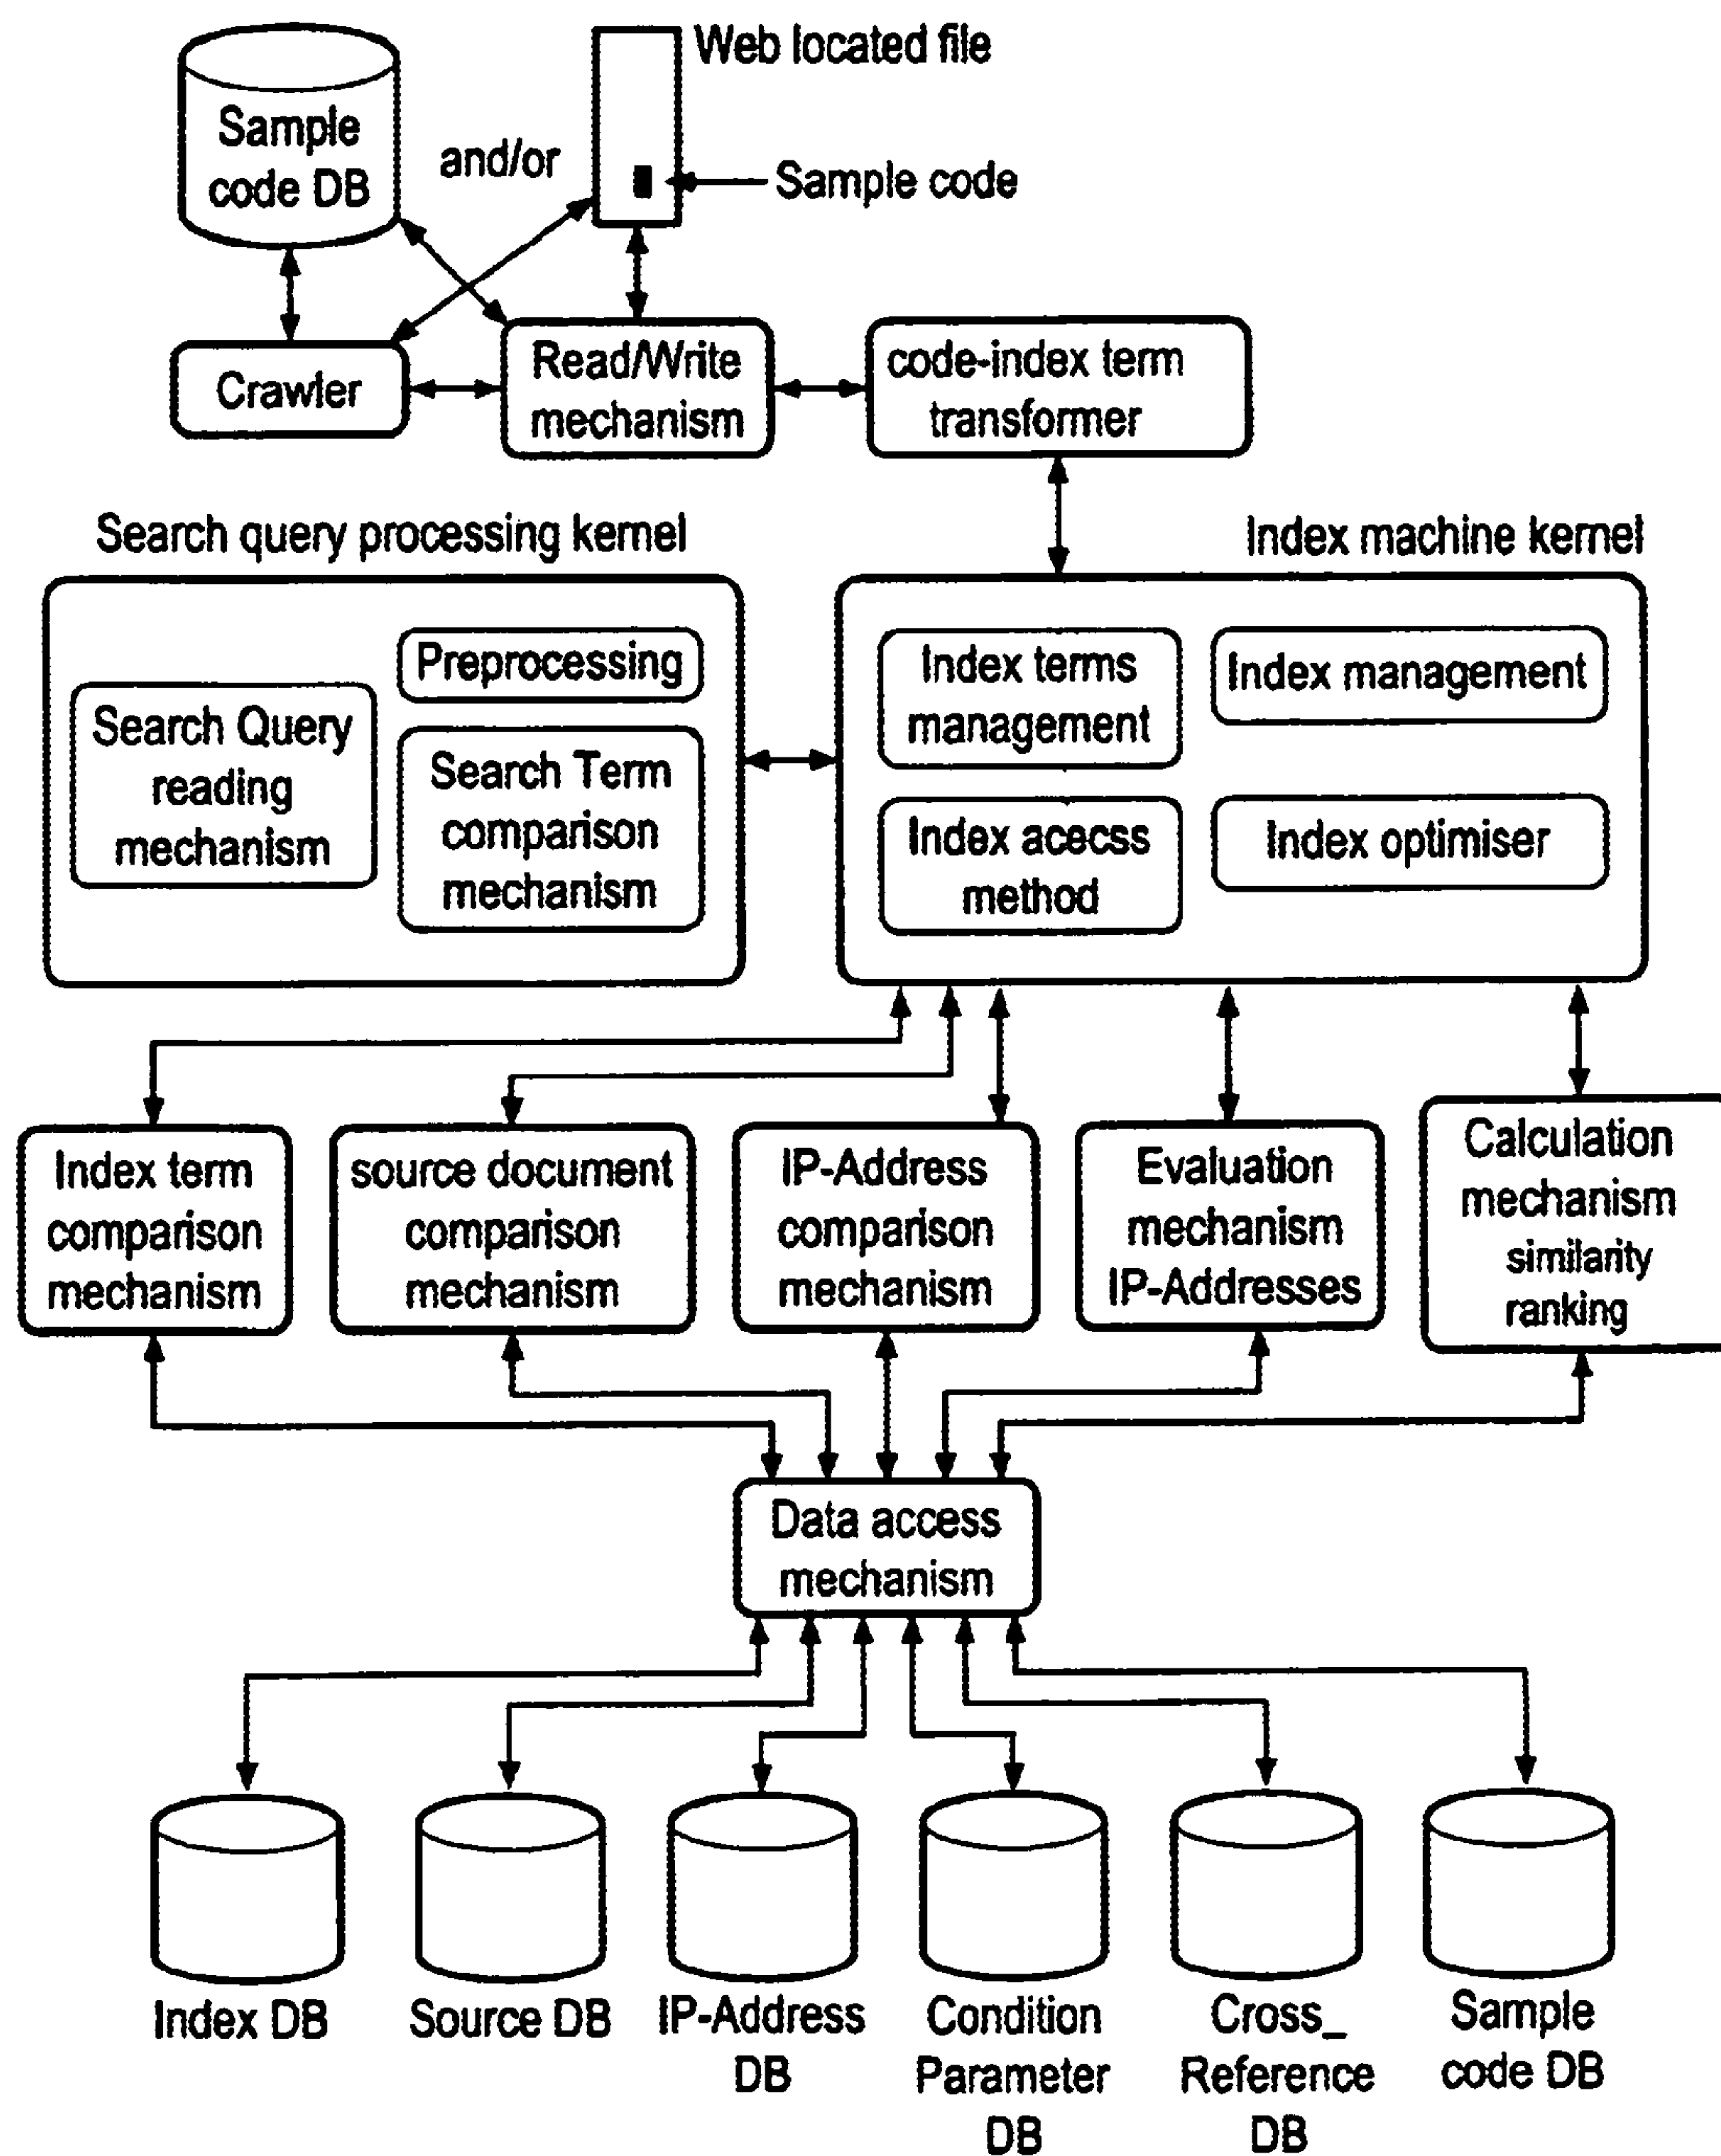 Web located file
Sample
code DB
and/or
Sample code
Crawler
Read/Write
mechanism
code-index term
transformer
Search query processing kernel
Index machine kernel
Preprocessing
Search Query
reading
mechanism
Search Term
comparison
mechanism
Index terms
management
Index management
Index acecss
method
Index optimiser
Index term
comparison
mechanism
source document
comparison
mechanism
IP-Address
comparison
mechanism
Evaluation
mechanism
IP-Addresses
Calculation
mechanism
similarity
ranking
Data access
mechanism
Index DB
Source DB
IP-Address
DB
Condition
Parameter
DB
Cross_
Reference
DB
Sample
code DB